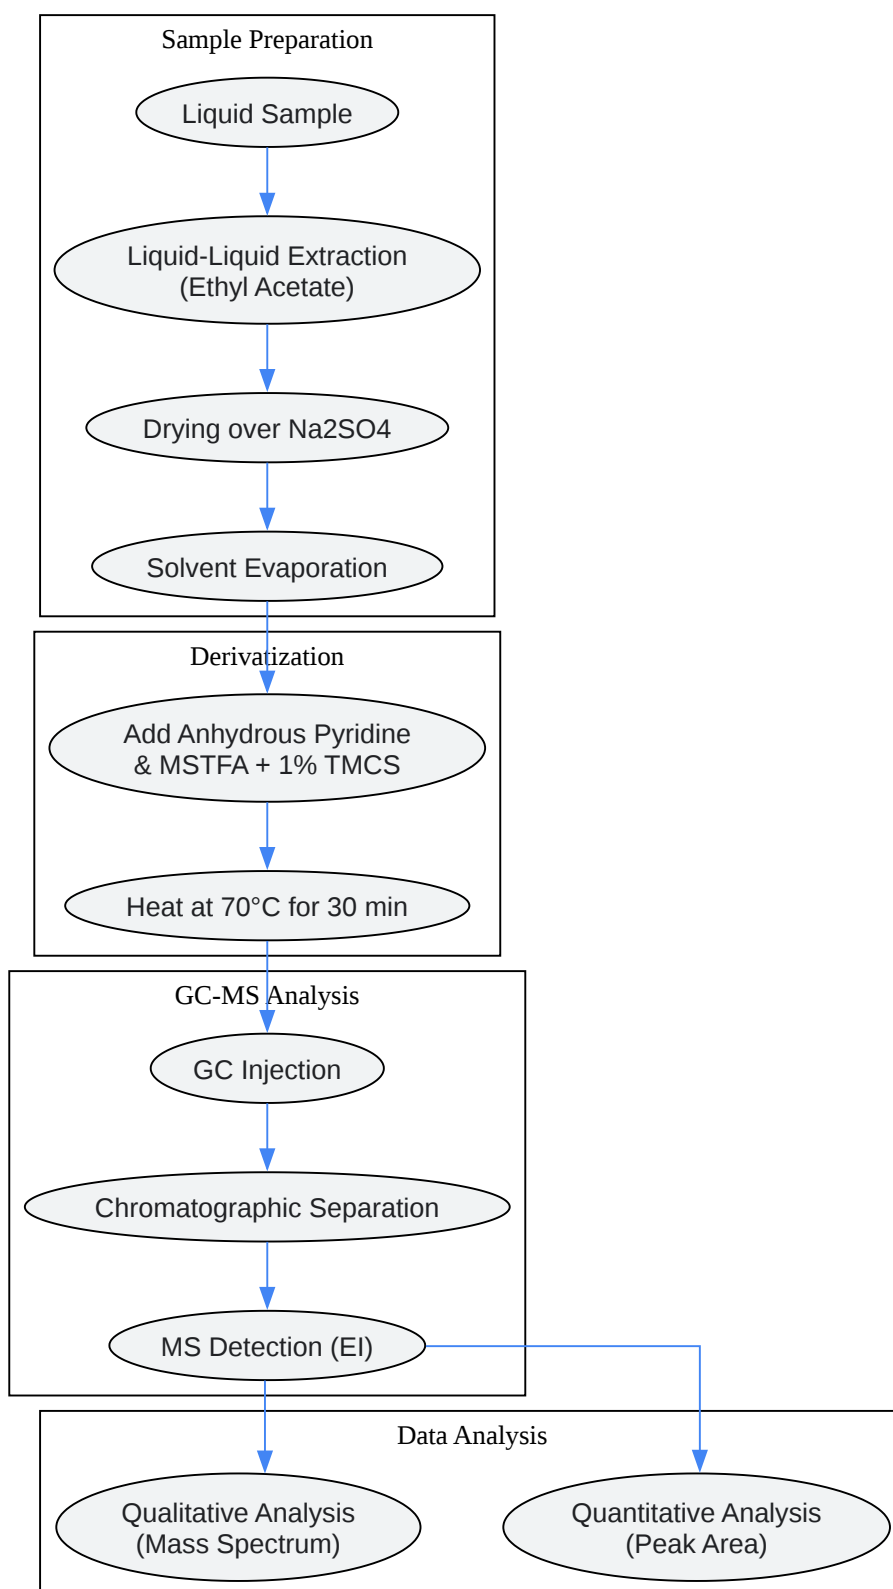 Sample Preparation
Liquid Sample
Liquid-Liquid Extraction
(Ethyl Acetate)
Drying over Na2SO4
Solvent Evaporation
Derivatization
Add Anhydrous Pyridine
& MSTFA + 1% TMCS
Heat at 70°C for 30 min
GC-MS Analysis
GC Injection
Chromatographic Separation
MS Detection (EI)
Data Analysis
Qualitative Analysis
(Mass Spectrum)
Quantitative Analysis
(Peak Area)